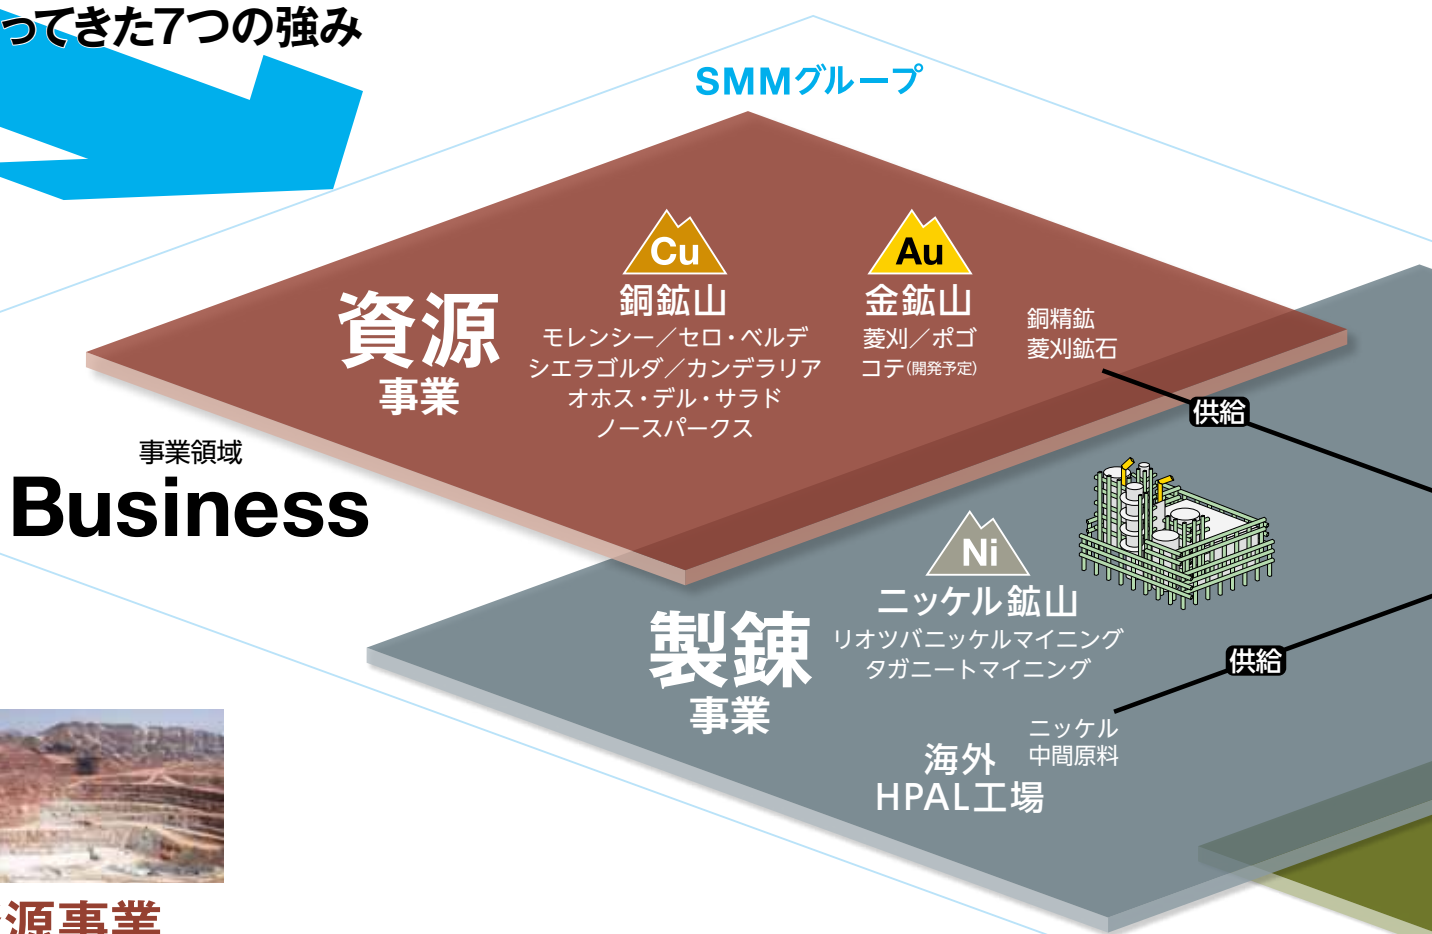 ってきた7つの強み
SMMグループ
Cu
銅鉱山
モレンシー／セロ・ベルデ
シエラゴルダ／カンデラリア
オホス・デル・サラド
ノースパークス
Au
金鉱山
菱刈／ポゴ
コテ(開発予定)
銅精鉱
菱刈鉱石
資源
事業
供給
事業領域
Business
Ni
ニッケル鉱山
リオツバニッケルマイニング
タガニートマイニング
製錬
事業
供給
ニッケル
中間原料
海外
HPAL工場
源事業